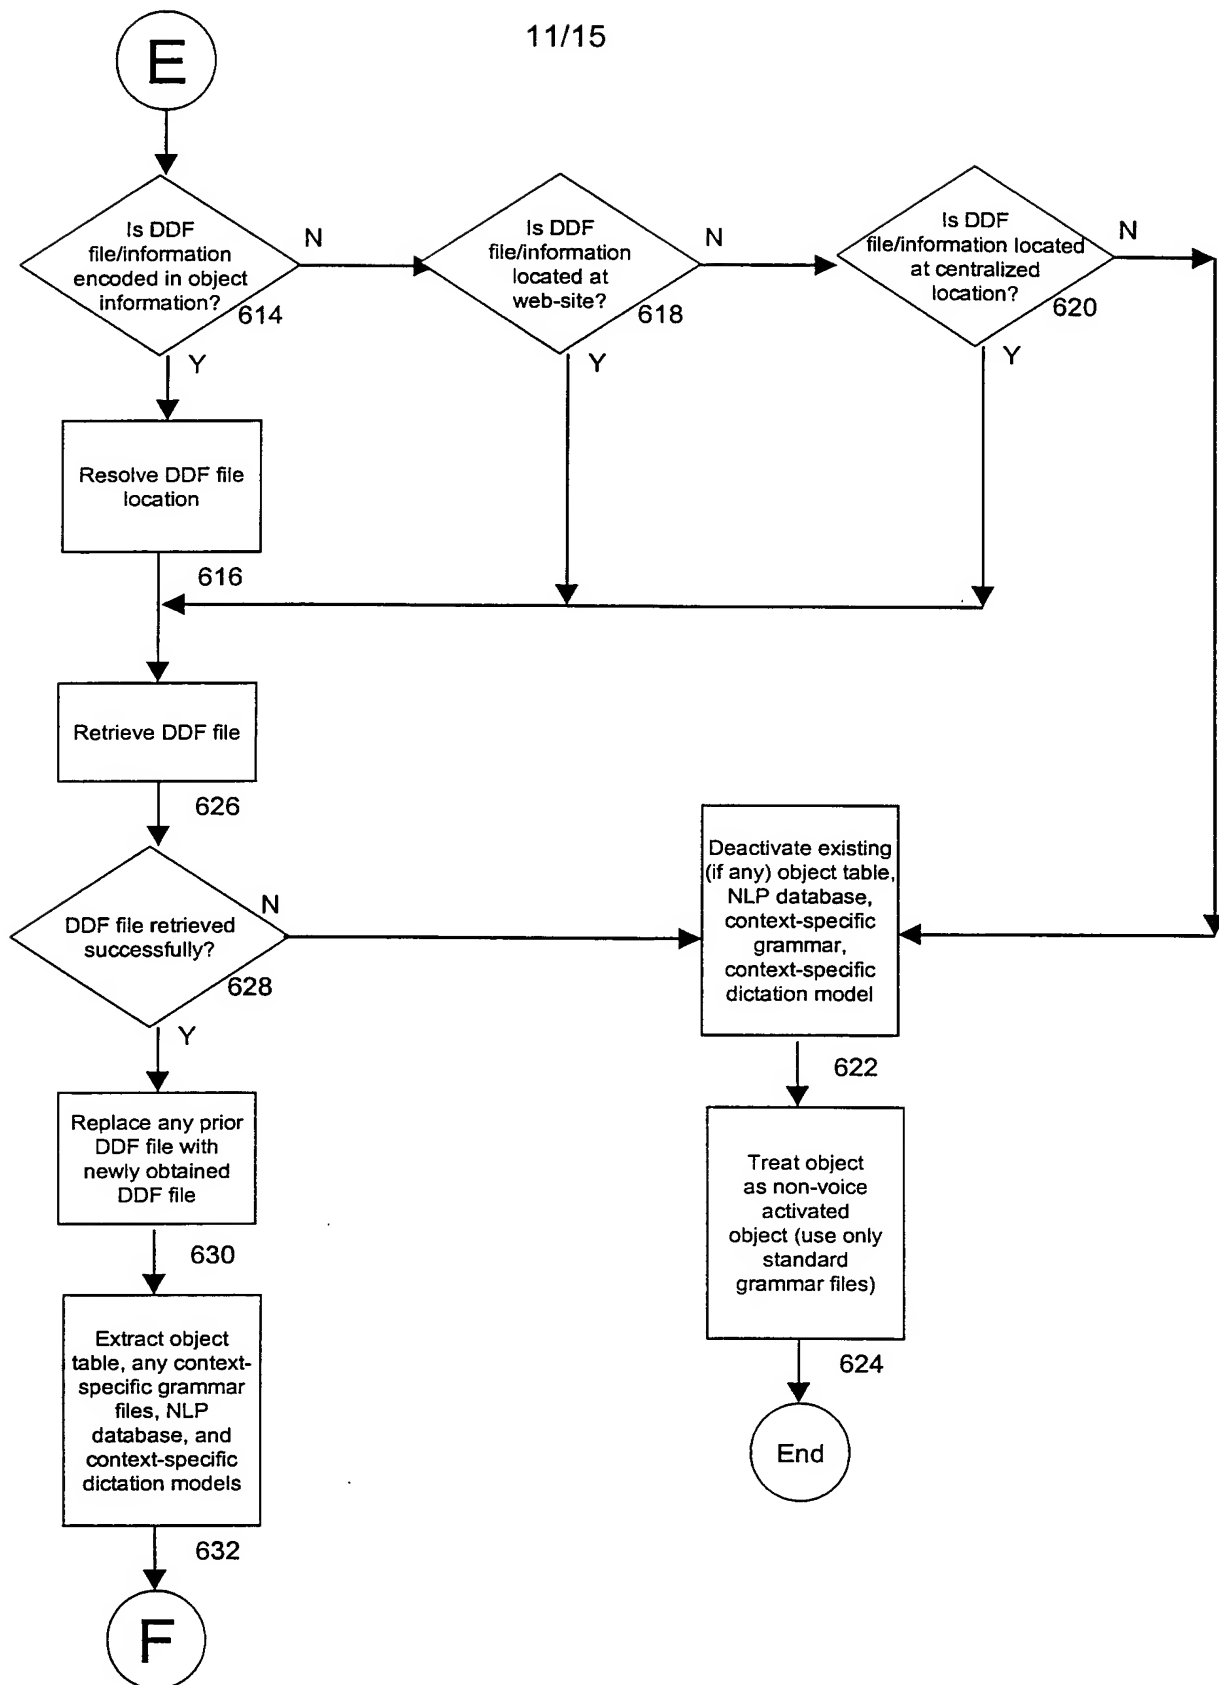 11/15
E
Is DDF
file/information
encoded in object
information?
614
N
Y
Is DDF
file/information
located at
web-site?
618
N
Y
Is DDF
file/information located
at centralized
location?
620
N
Y
Resolve DDF file
location
616
Retrieve DDF file
626
DDF file retrieved
successfully?
628
N
Y
Deactivate existing
(if any) object table,
NLP database,
context-specific
grammar,
context-specific
dictation model
622
Replace any prior
DDF file with
newly obtained
DDF file
630
Treat object
as non-voice
activated
object (use only
standard
grammar files)
624
Extract object
table, any context-
specific grammar
files, NLP
database, and
context-specific
dictation models
632
End
F